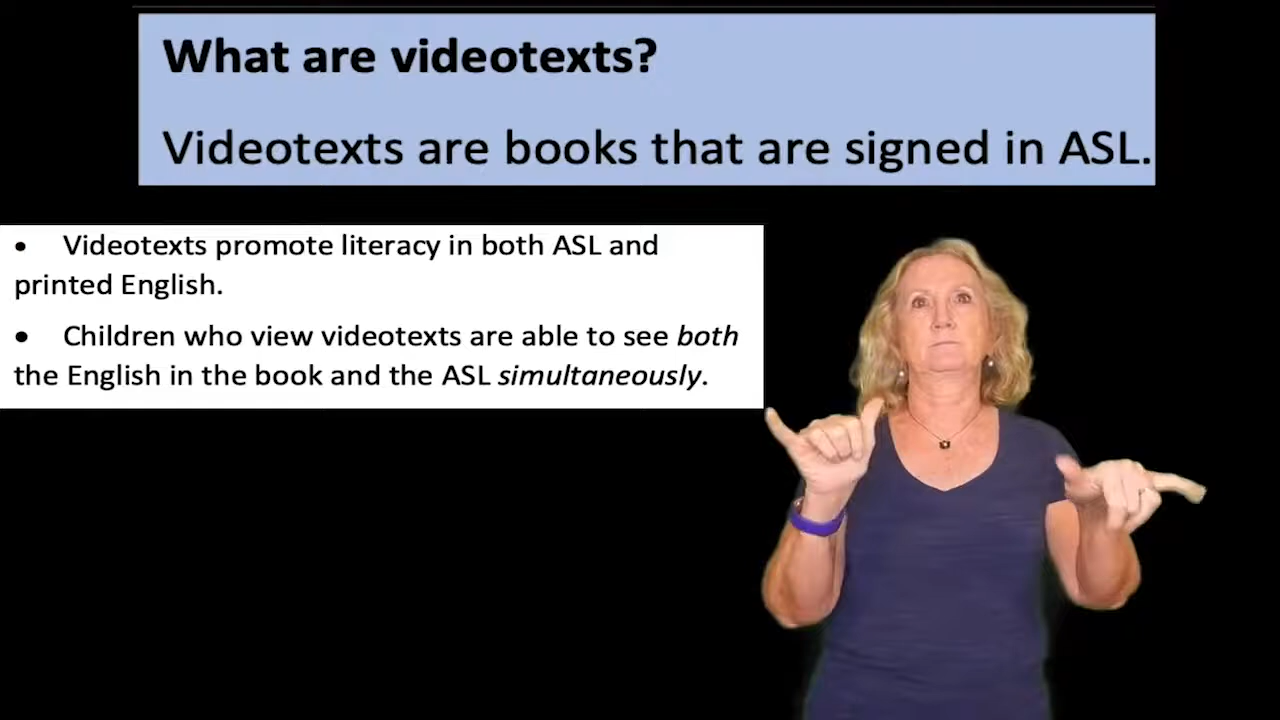 What are videotexts?
Videotexts are books that are signed in ASL.
• Videotexts promote literacy in both ASL and
printed English.
• Children who view videotexts are able to see both
the English in the book and the ASL simultaneously.